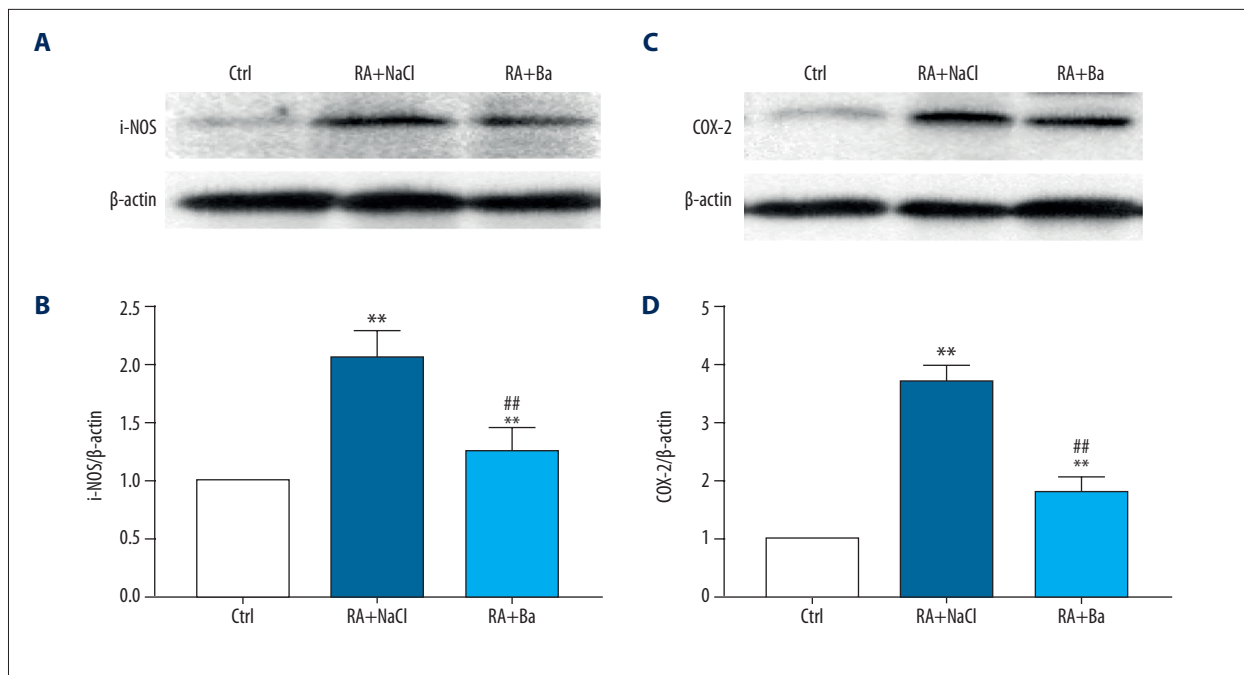 A
Ctrl RA+NaCl RA+Ba
i-NOS
β-actin
C
Ctrl RA+NaCl RA+Ba
COX-2
β-actin
B
i-NOS/β-actin
2.5
2.0
1.5
1.0
0.5
0.0
**
##
**
Ctrl RA+NaCl RA+Ba
D
COX-2/β-actin
5
4
3
2
1
0
**
##
**
Ctrl RA+NaCl RA+Ba